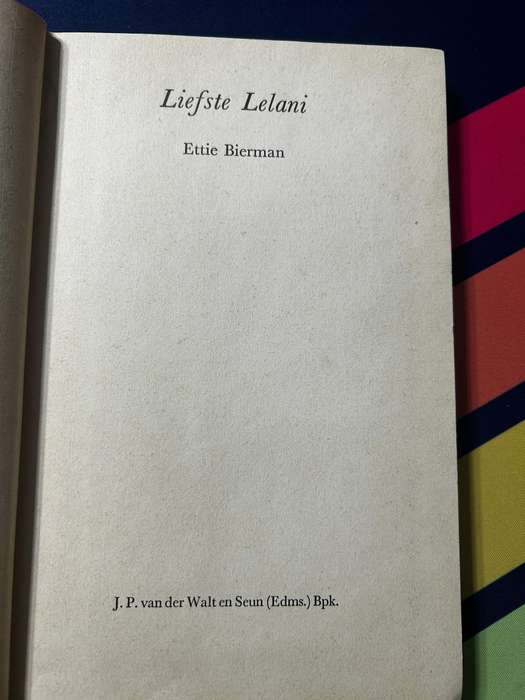 Liefste Lelani
Ettie Bierman
J. P. van der Walt en Seun (Edms.) Bpk.